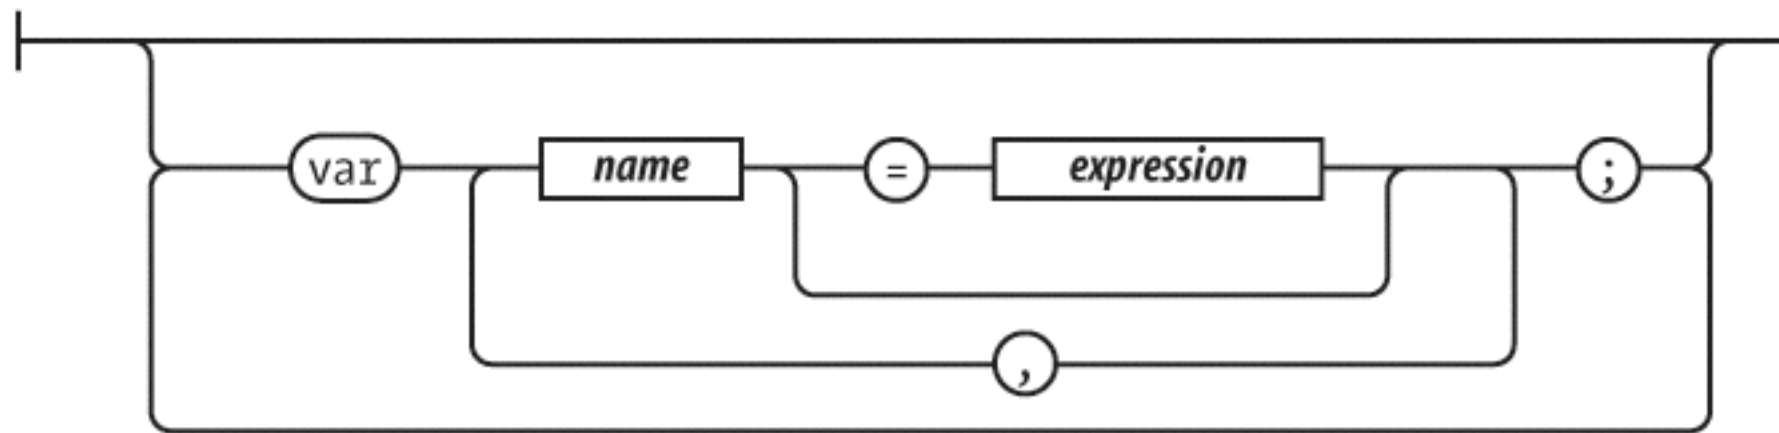 var name = expression ;
,